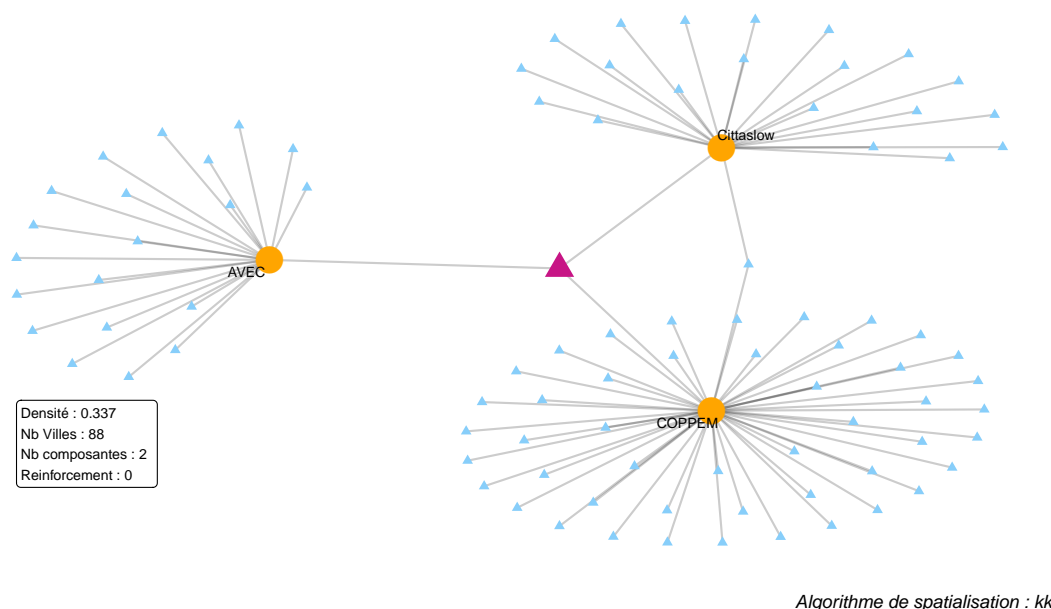 Cittaslow
AVEC
COPPEM
Densité : 0.337
Nb Villes : 88
Nb composantes : 2
Reinforcement : 0
Algorithme de spatialisation : kk